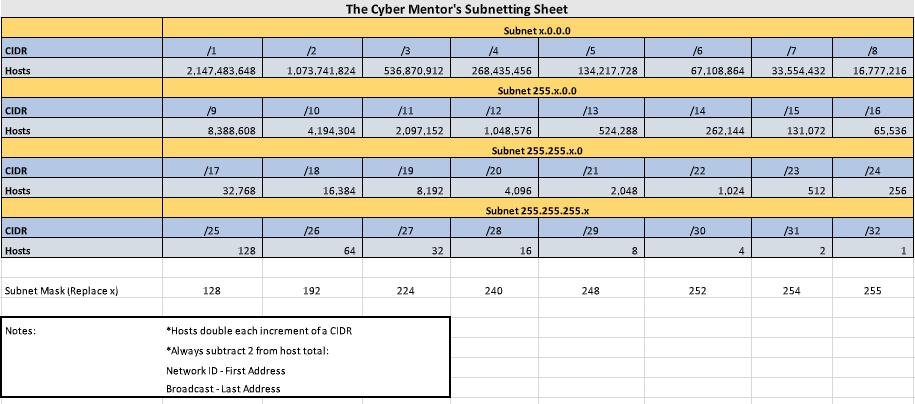 The Cyber Mentor's Subnetting Sheet
Subnet x.0.0.0
CIDR /1 /2 /3 /4 /5 /6 /7 /8
Hosts 2,147,483,648 1,073,741,824 536,870,912 268,435,456 134,217,728 67,108,864 33,554,432 16,777,216
Subnet 255.x.0.0
CIDR /9 /10 /11 /12 /13 /14 /15 /16
Hosts 8,388,608 4,194,304 2,097,152 1,048,576 524,288 262,144 131,072 65,536
Subnet 255.255.x.0
CIDR /17 /18 /19 /20 /21 /22 /23 /24
Hosts 32,768 16,384 8,192 4,096 2,048 1,024 512 256
Subnet 255.255.255.x
CIDR /25 /26 /27 /28 /29 /30 /31 /32
Hosts 128 64 32 16 8 4 2 1
Subnet Mask (Replace x) 128 192 224 240 248 252 254 255
Notes: *Hosts double each increment of a CIDR
*Always subtract 2 from host total:
Network ID - First Address
Broadcast - Last Address